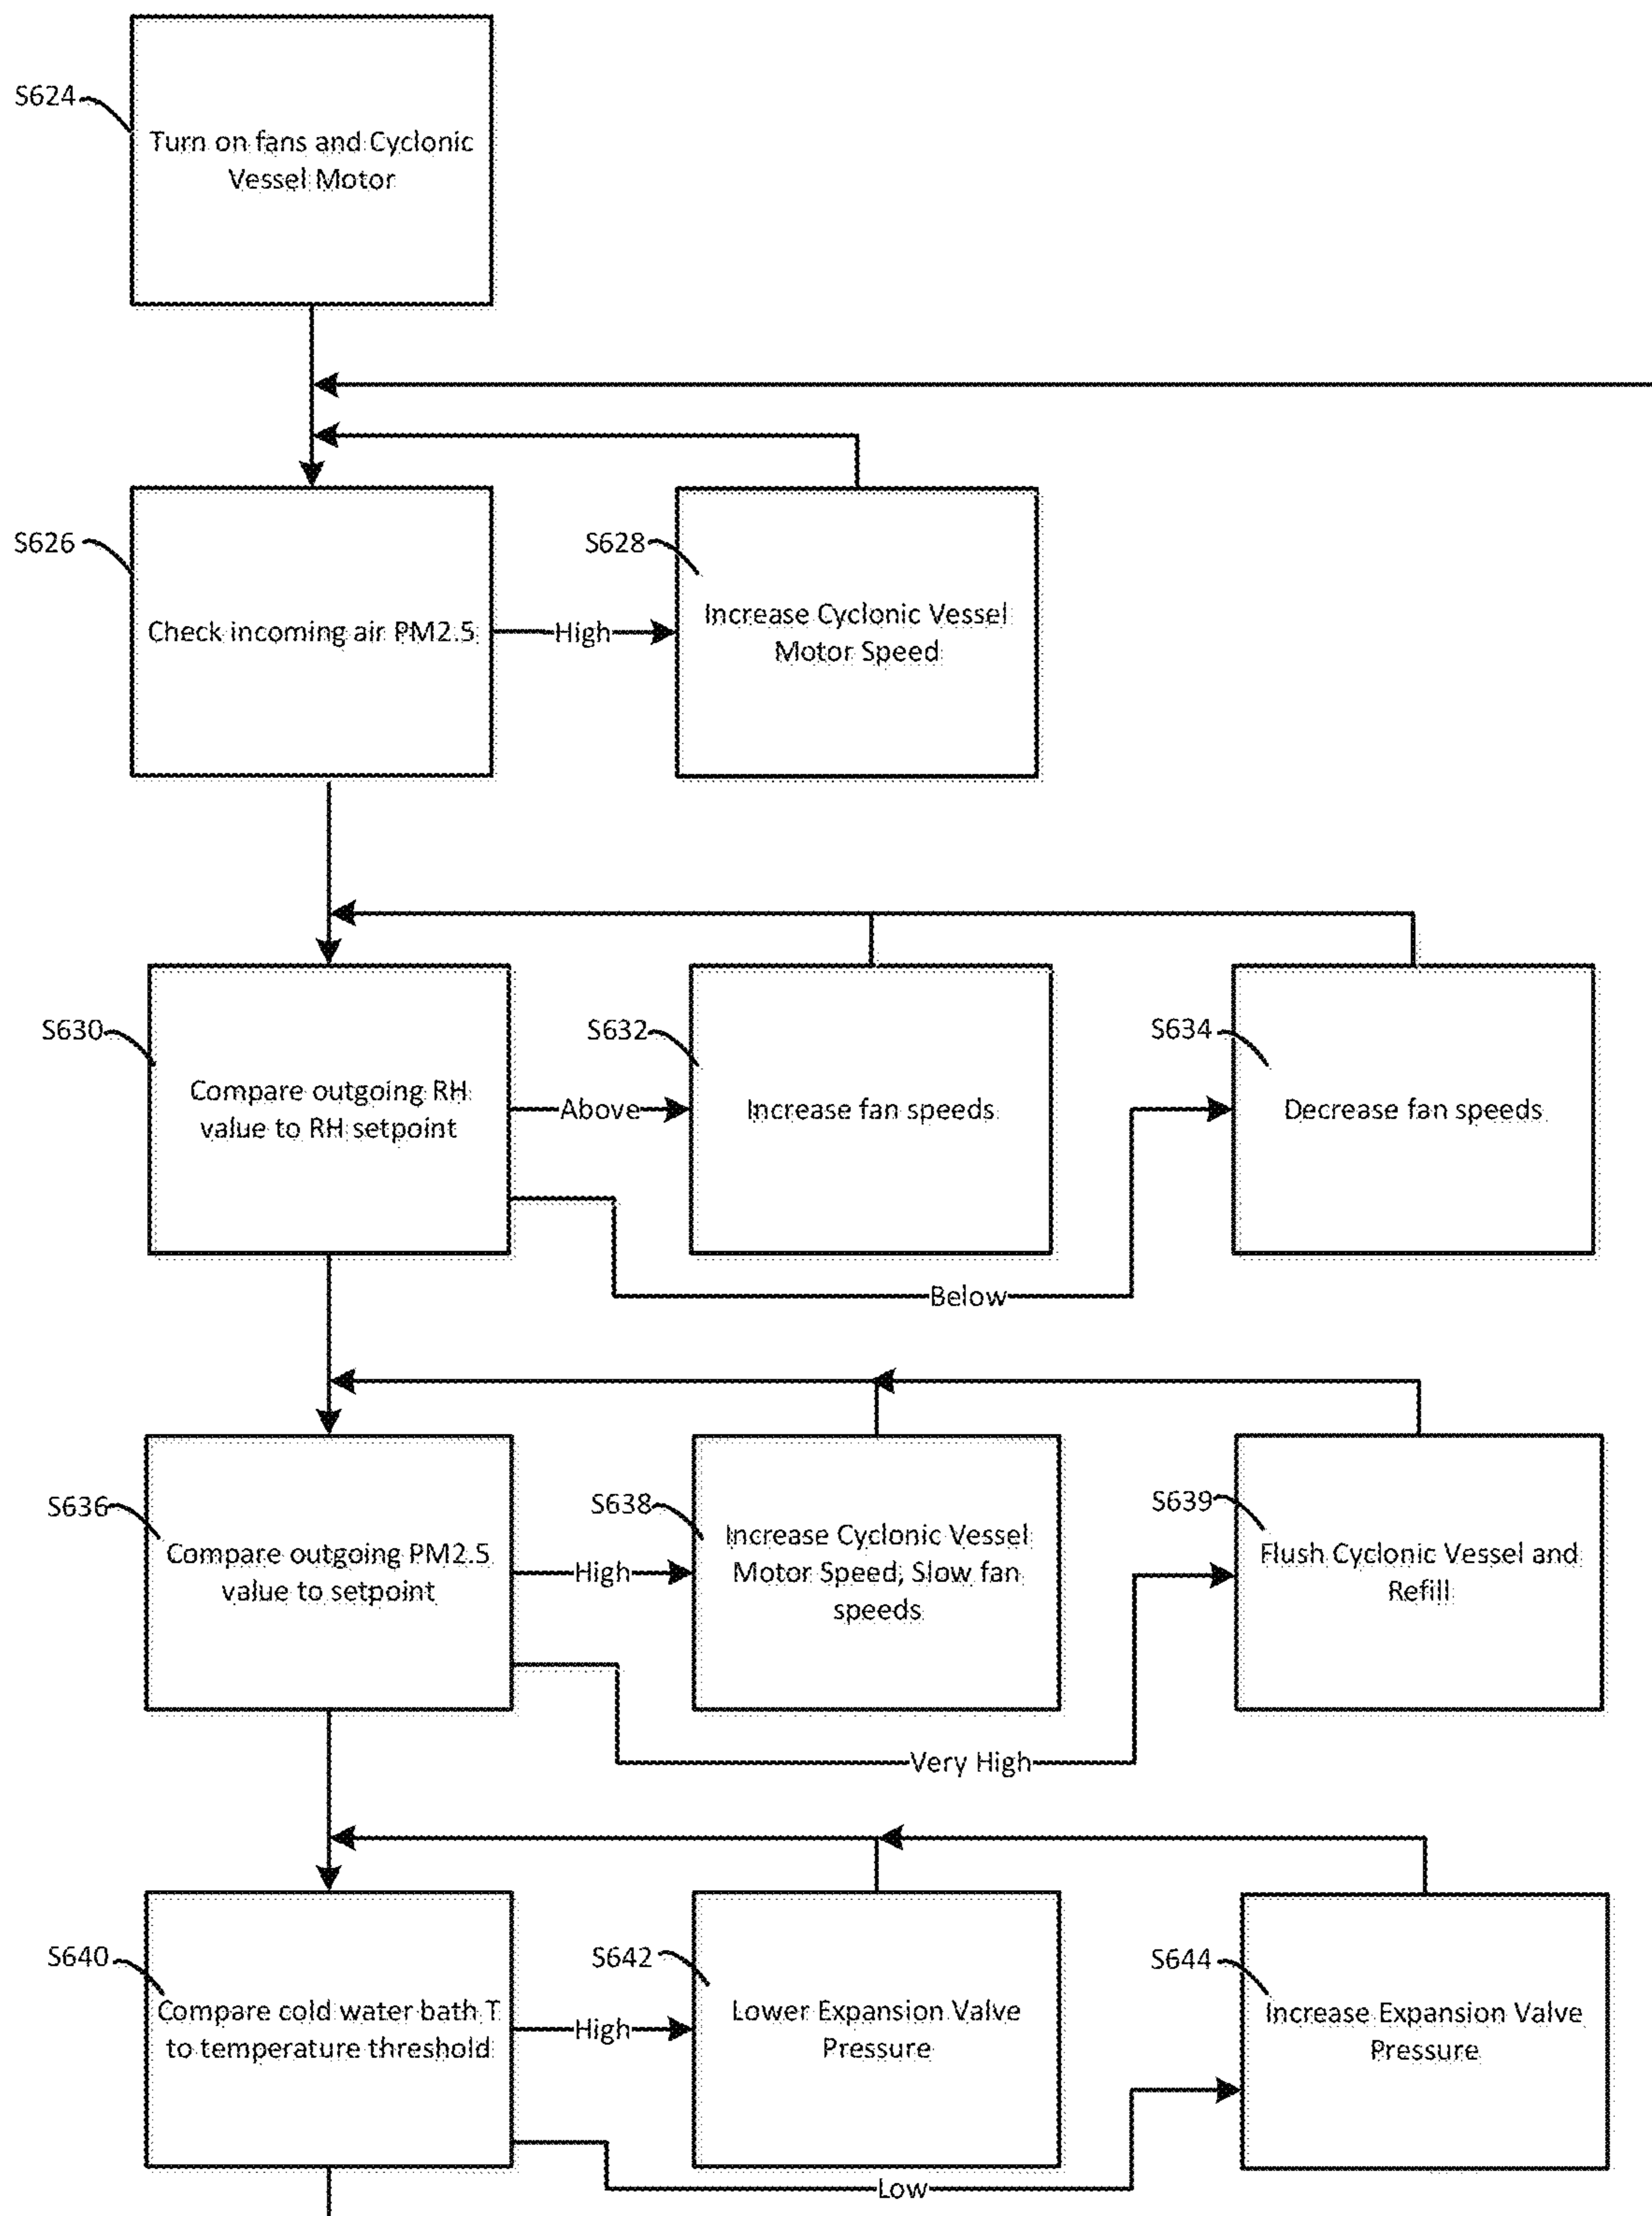 S624
Turn on fans and Cyclonic
Vessel Motor
S626
Check incoming air PM2.5
High
S628
Increase Cyclonic Vessel
Motor Speed
S630
Compare outgoing RH
value to RH setpoint
Above
S632
Increase fan speeds
S634
Decrease fan speeds
Below
S636
Compare outgoing PM2.5
value to setpoint
High
S638
Increase Cyclonic Vessel
Motor Speed, Slow fan
speeds
S639
Flush Cyclonic Vessel and
Refill
Very High
S640
Compare cold water bath T
to temperature threshold
High
S642
Lower Expansion Valve
Pressure
S644
Increase Expansion Valve
Pressure
Low